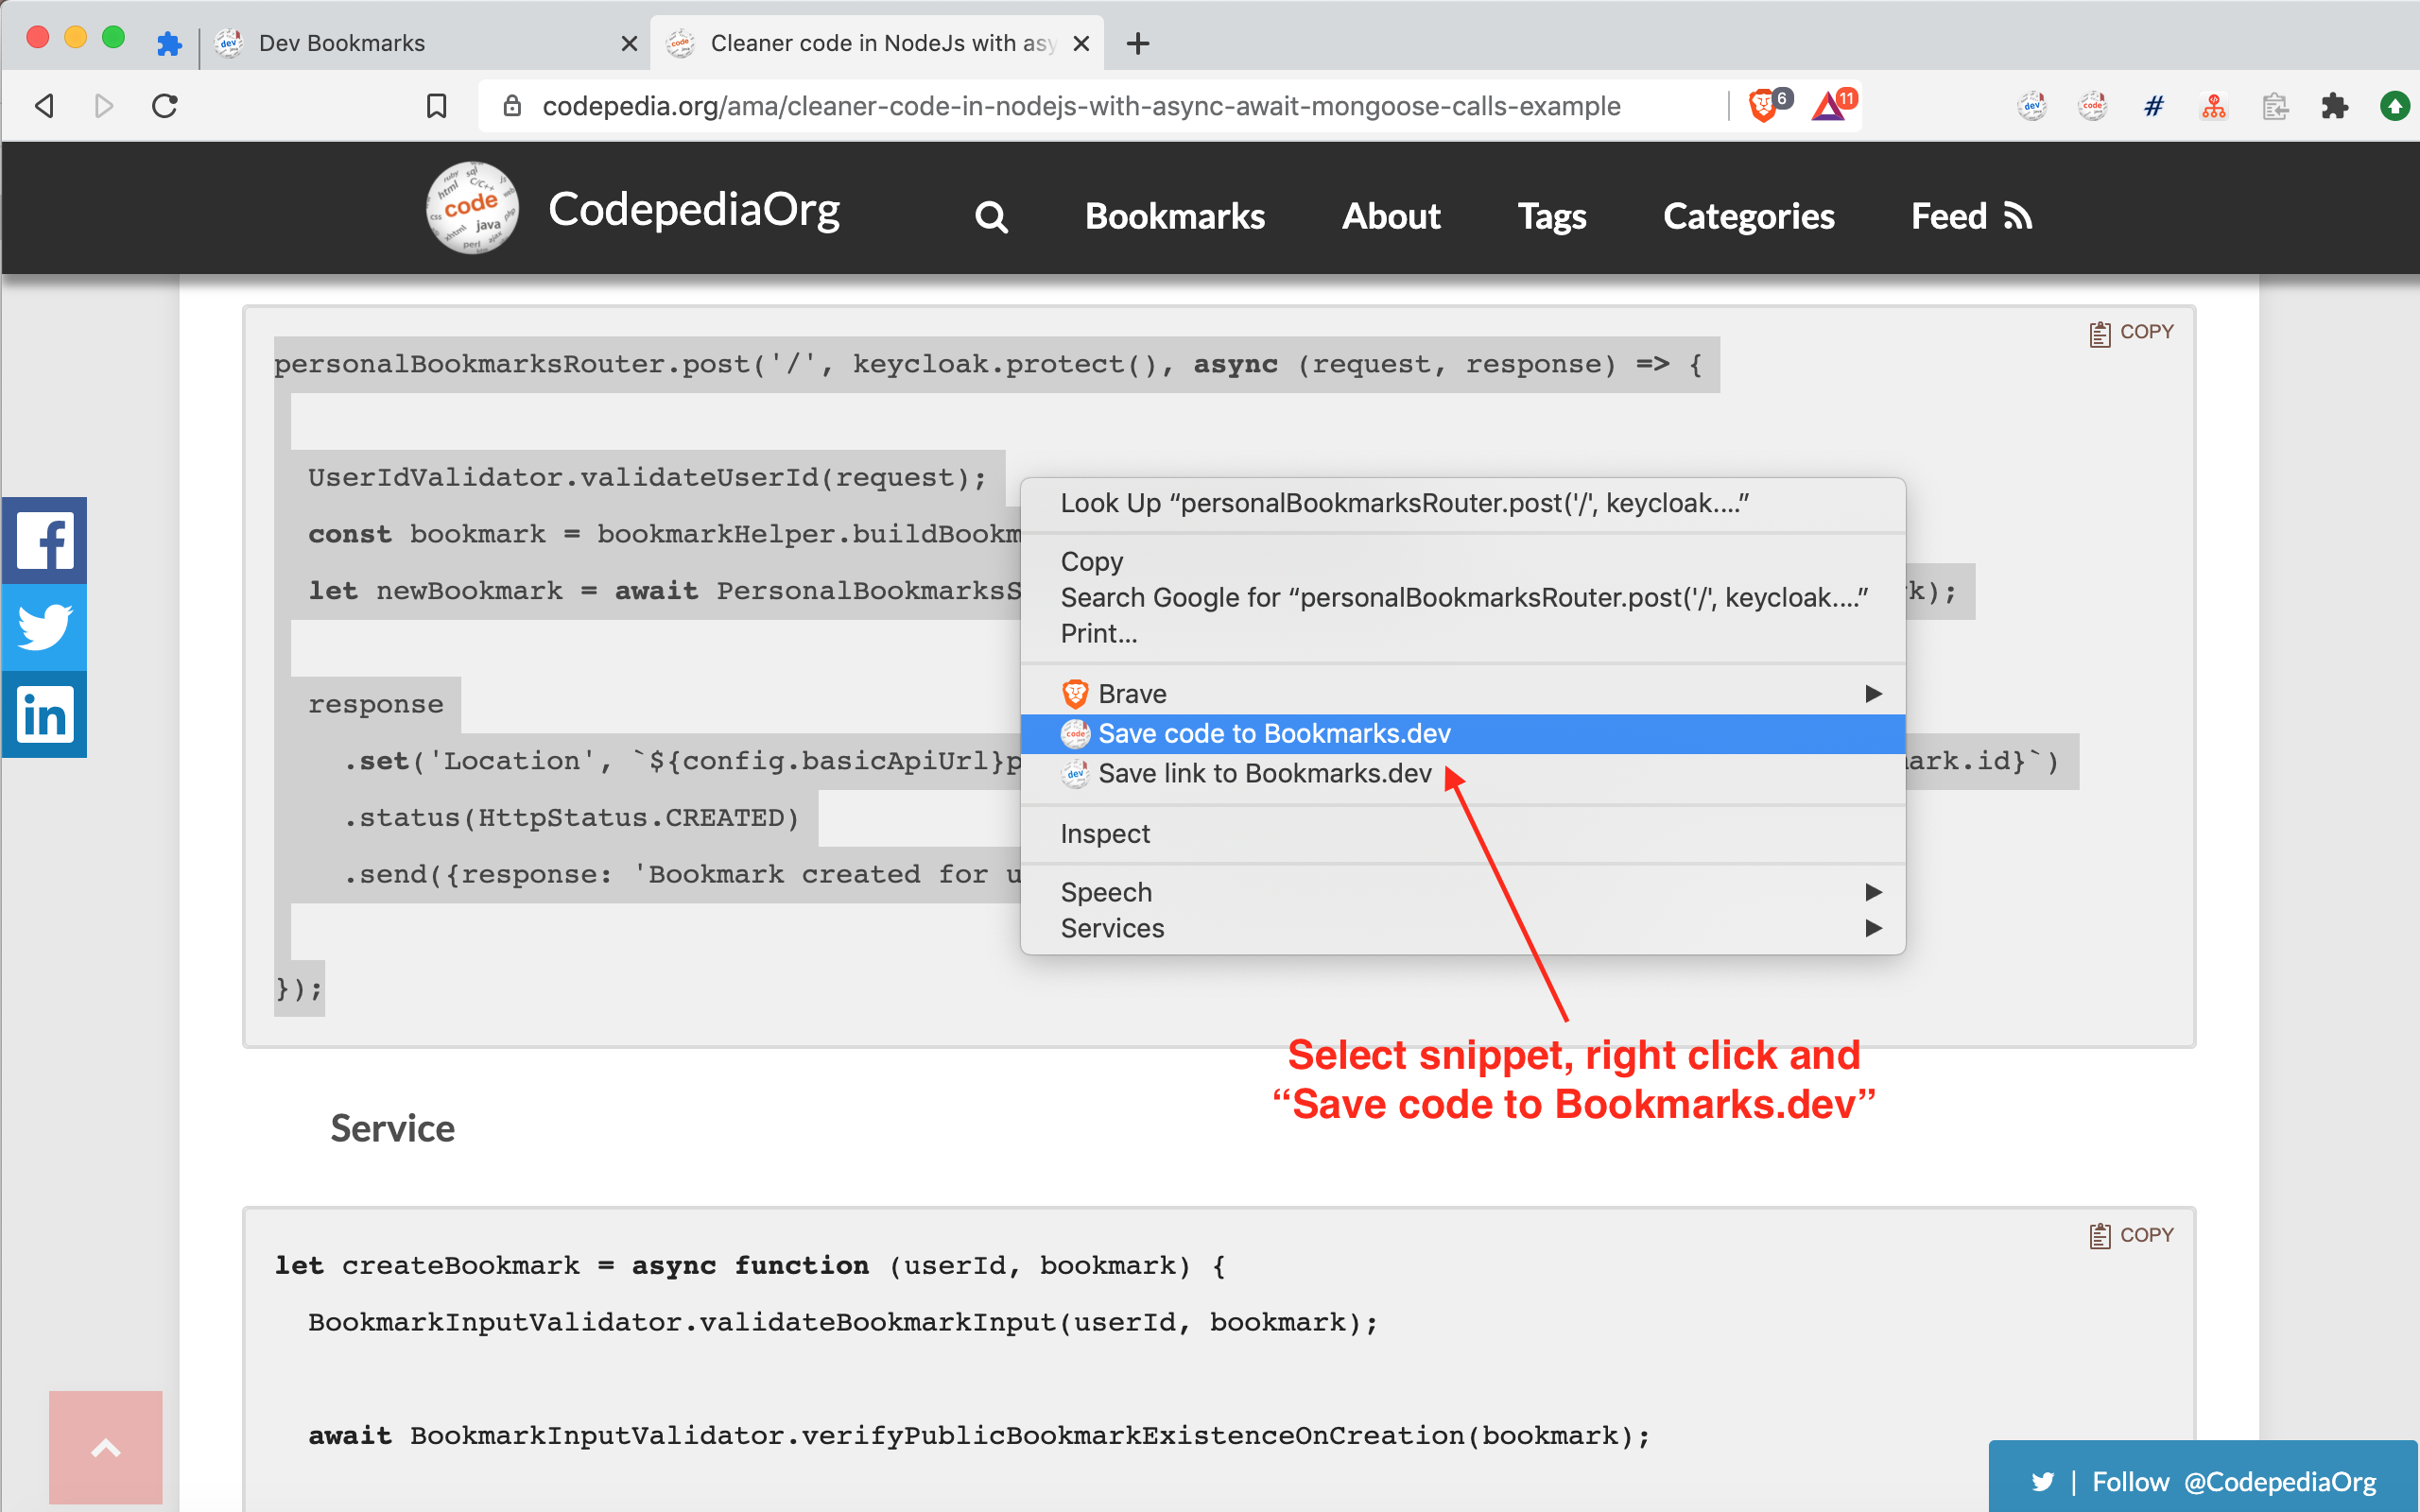 Dev Bookmarks
Cleaner code in NodeJs with asy
codepedia.org/ama/cleaner-code-in-nodejs-with-async-await-mongoose-calls-example
6
11
#
CodepediaOrg
Bookmarks
About
Tags
Categories
Feed
COPY
personalBookmarksRouter.post('/', keycloak.protect(), async (request, response) => {
UserIdValidator.validateUserId(request);
const bookmark = bookmarkHelper.buildBookm
let newBookmark = await PersonalBookmarksS
k);
response
.set('Location', `${config.basicApiUrl}p
ark.id}`)
.status(HttpStatus.CREATED)
.send({response: 'Bookmark created for u
});
Look Up “personalBookmarksRouter.post('/', keycloak....”
Copy
Search Google for “personalBookmarksRouter.post('/', keycloak....”
Print...
Brave
Save code to Bookmarks.dev
Save link to Bookmarks.dev
Inspect
Speech
Services
Select snippet, right click and
“Save code to Bookmarks.dev”
Service
COPY
let createBookmark = async function (userId, bookmark) {
BookmarkInputValidator.validateBookmarkInput(userId, bookmark);
await BookmarkInputValidator.verifyPublicBookmarkExistenceOnCreation(bookmark);
| Follow @CodepediaOrg